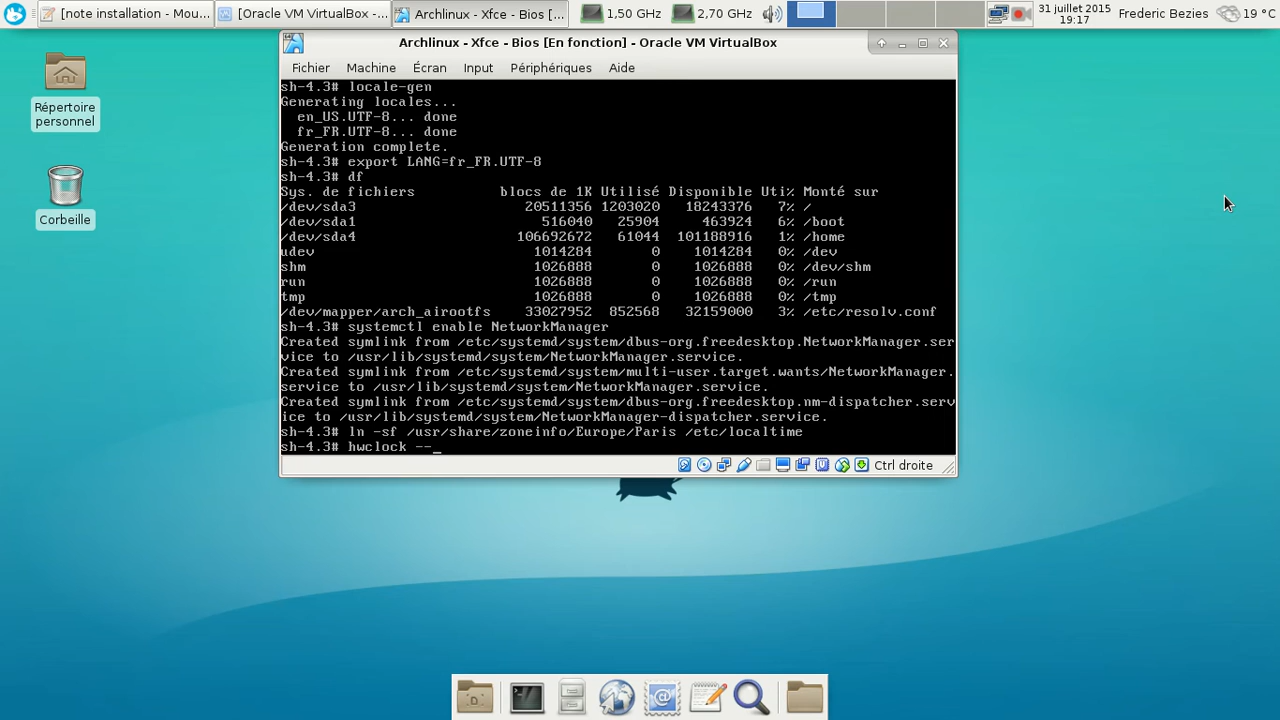 [note installation - Mou...
[Oracle VM VirtualBox -...
Archlinux - Xfce - Bios [...
1,50 GHz
2,70 GHz
31 juillet 2015
19:17
Frederic Bezies
19 °C
Répertoire
personnel
Corbeille
Archlinux - Xfce - Bios [En fonction] - Oracle VM VirtualBox
Fichier Machine Écran Input Périphériques Aide
sh-4.3# locale-gen
Generating locales...
  en_US.UTF-8... done
  fr_FR.UTF-8... done
Generation complete.
sh-4.3# export LANG=fr_FR.UTF-8
sh-4.3# df
Sys. de fichiers blocs de 1K Utilisé Disponible Uti% Monté sur
/dev/sda3 20511356 1203020 18243376 7% /
/dev/sda1 516040 25904 463924 6% /boot
/dev/sda4 106692672 61044 101188916 1% /home
udev 1014284 0 1014284 0% /dev
shm 1026888 0 1026888 0% /dev/shm
run 1026888 0 1026888 0% /run
tmp 1026888 0 1026888 0% /tmp
/dev/mapper/arch_airootfs 33027952 852568 32159000 3% /etc/resolv.conf
sh-4.3# systemctl enable NetworkManager
Created symlink from /etc/systemd/system/dbus-org.freedesktop.NetworkManager.ser
vice to /usr/lib/systemd/system/NetworkManager.service.
Created symlink from /etc/systemd/system/multi-user.target.wants/NetworkManager.
service to /usr/lib/systemd/system/NetworkManager.service.
Created symlink from /etc/systemd/system/dbus-org.freedesktop.nm-dispatcher.serv
ice to /usr/lib/systemd/system/NetworkManager-dispatcher.service.
sh-4.3# ln -sf /usr/share/zoneinfo/Europe/Paris /etc/localtime
sh-4.3# hwclock --_
Ctrl droite